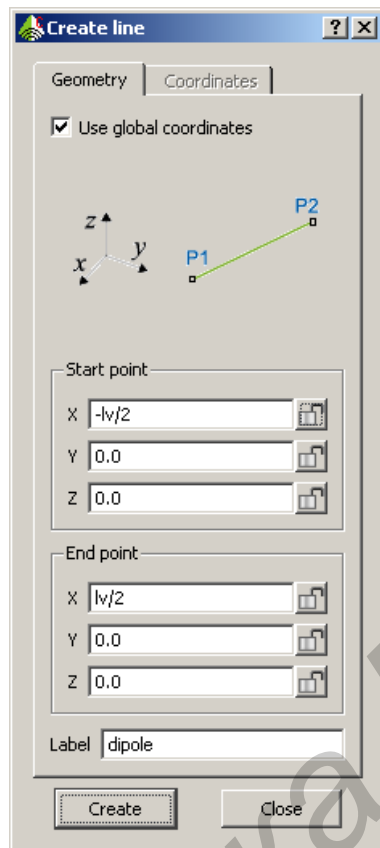 Create line
Geometry Coordinates
Use global coordinates
z
y
x
P1
P2
Start point
X -lv/2
Y 0.0
Z 0.0
End point
X lv/2
Y 0.0
Z 0.0
Label dipole
Create Close